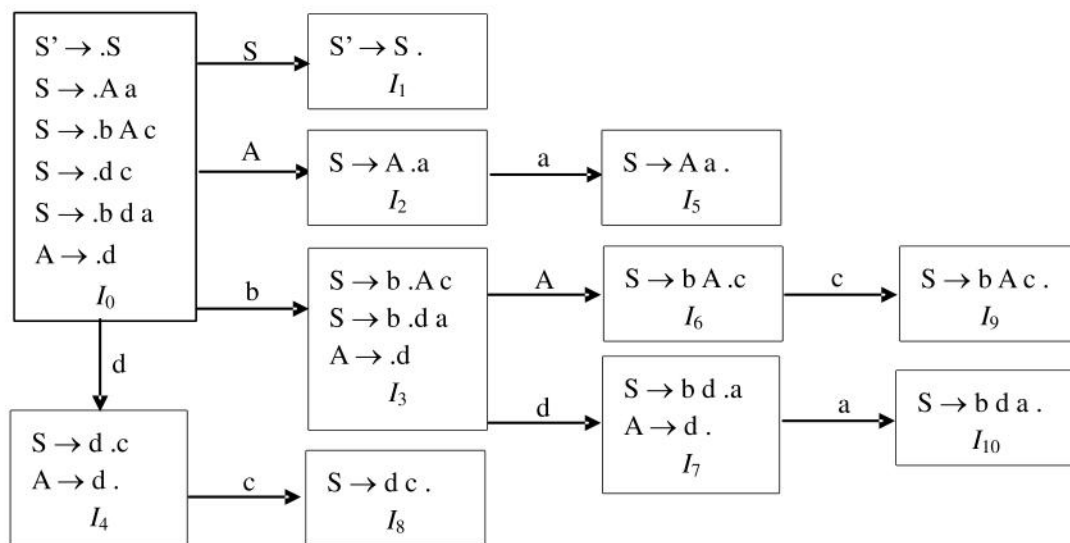 S’ → .S
S → .A a
S → .b A c
S → .d c
S → .b d a
A → .d
I0
S
S’ → S .
I1
A
S → A .a
I2
a
S → A a .
I5
b
S → b .A c
S → b .d a
A → .d
I3
A
S → b A .c
I6
c
S → b A c .
I9
d
S → b d .a
A → d .
I7
a
S → b d a .
I10
d
S → d .c
A → d .
I4
c
S → d c .
I8